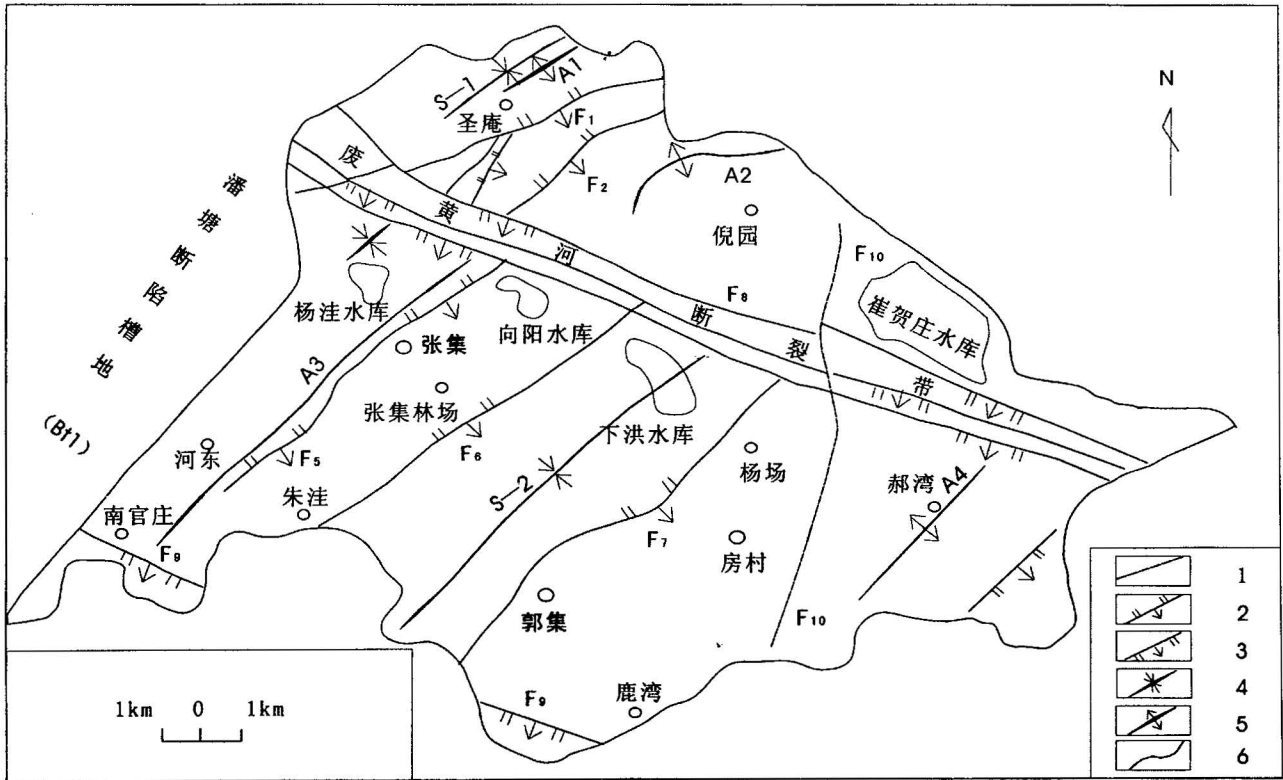 N
S—1
A1
圣庵
F1
F2
A2
倪园
废黄河断裂带
F8
F10
崔贺庄水库
潘塘断陷槽地
(Bf1)
杨洼水库
向阳水库
张集
A3
张集林场
下洪水库
河东
F5
F6
S—2
杨场
郝湾
A4
朱洼
南官庄
F9
F7
房村
郭集
F10
F9
鹿湾
1km 0 1km
1
2
3
4
5
6